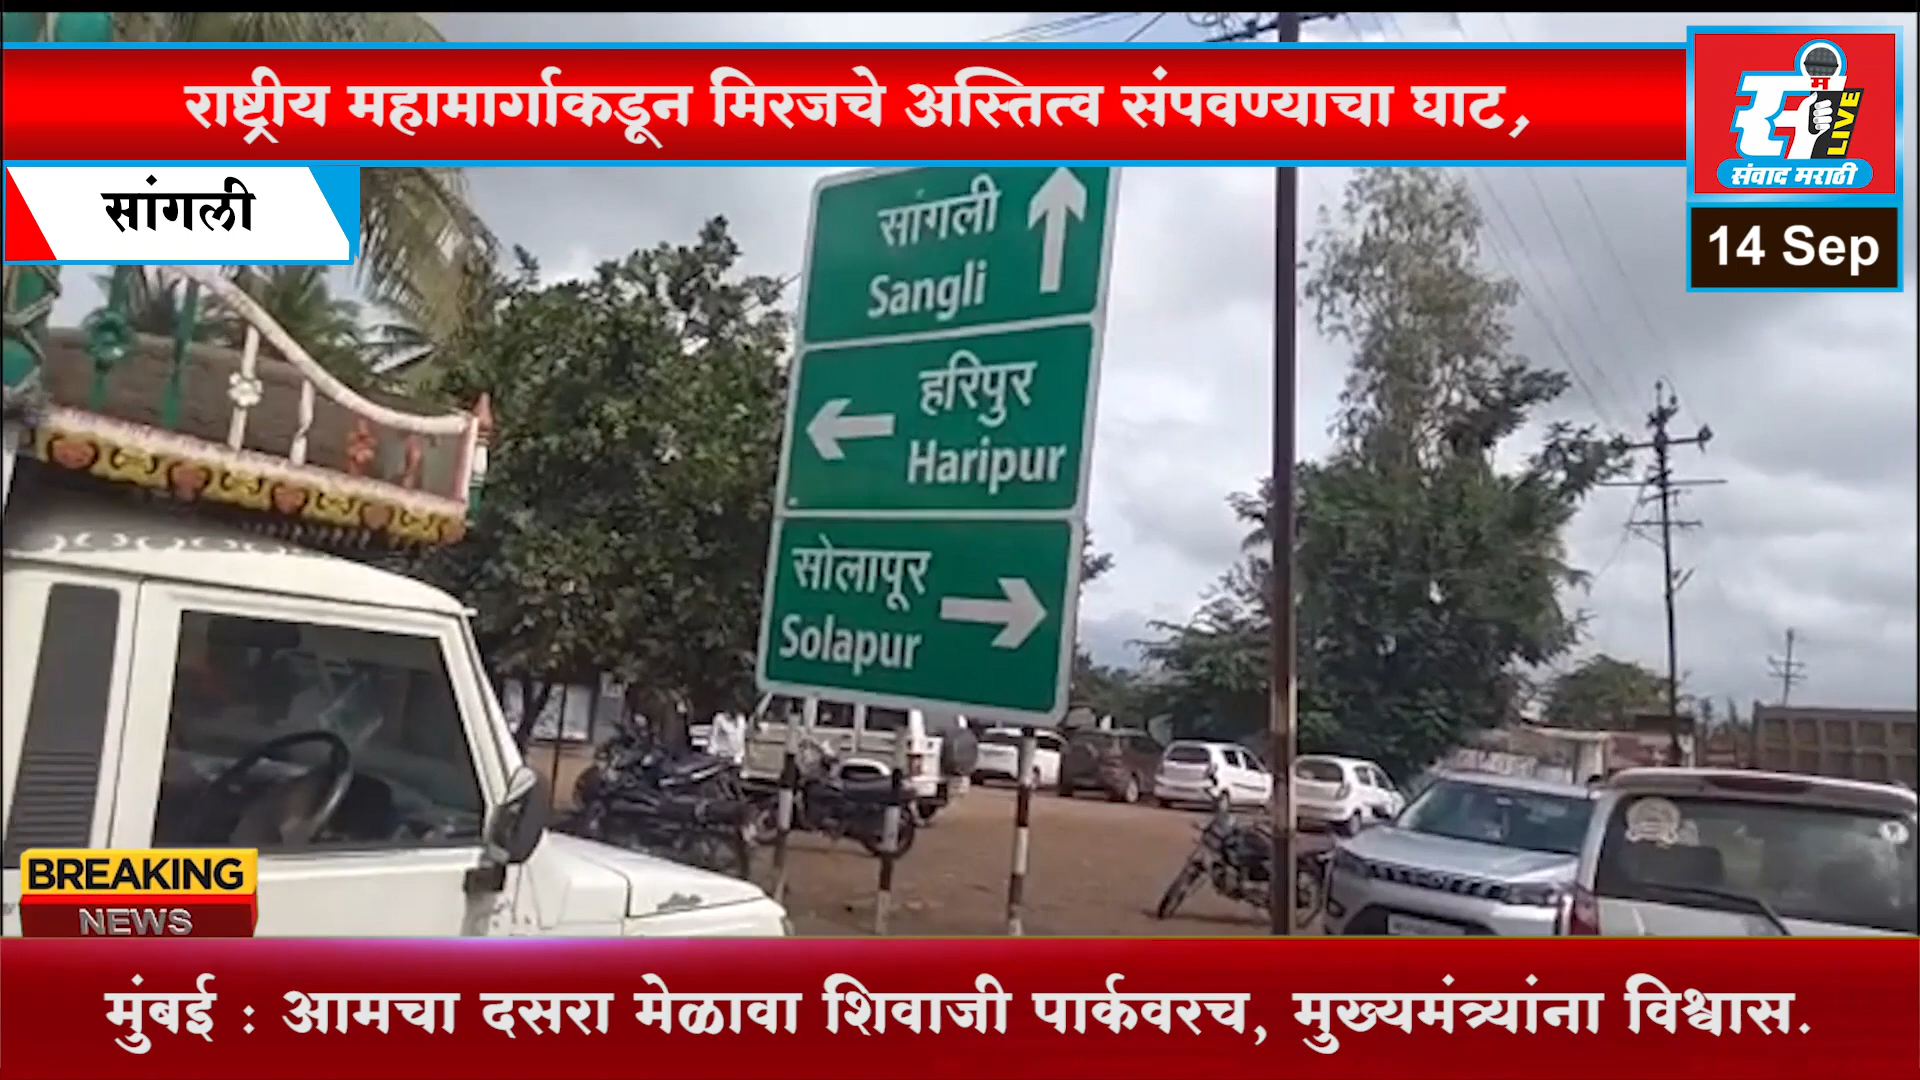 राष्ट्रीय महामार्गाकडून मिरजचे अस्तित्व संपवण्याचा घाट,
स म
LIVE
संवाद मराठी
सांगली
14 Sep
सांगली
Sangli
हरिपुर
Haripur
सोलापूर
Solapur
BREAKING
NEWS
मुंबई : आमचा दसरा मेळावा शिवाजी पार्कवरच, मुख्यमंत्र्यांना विश्वास.